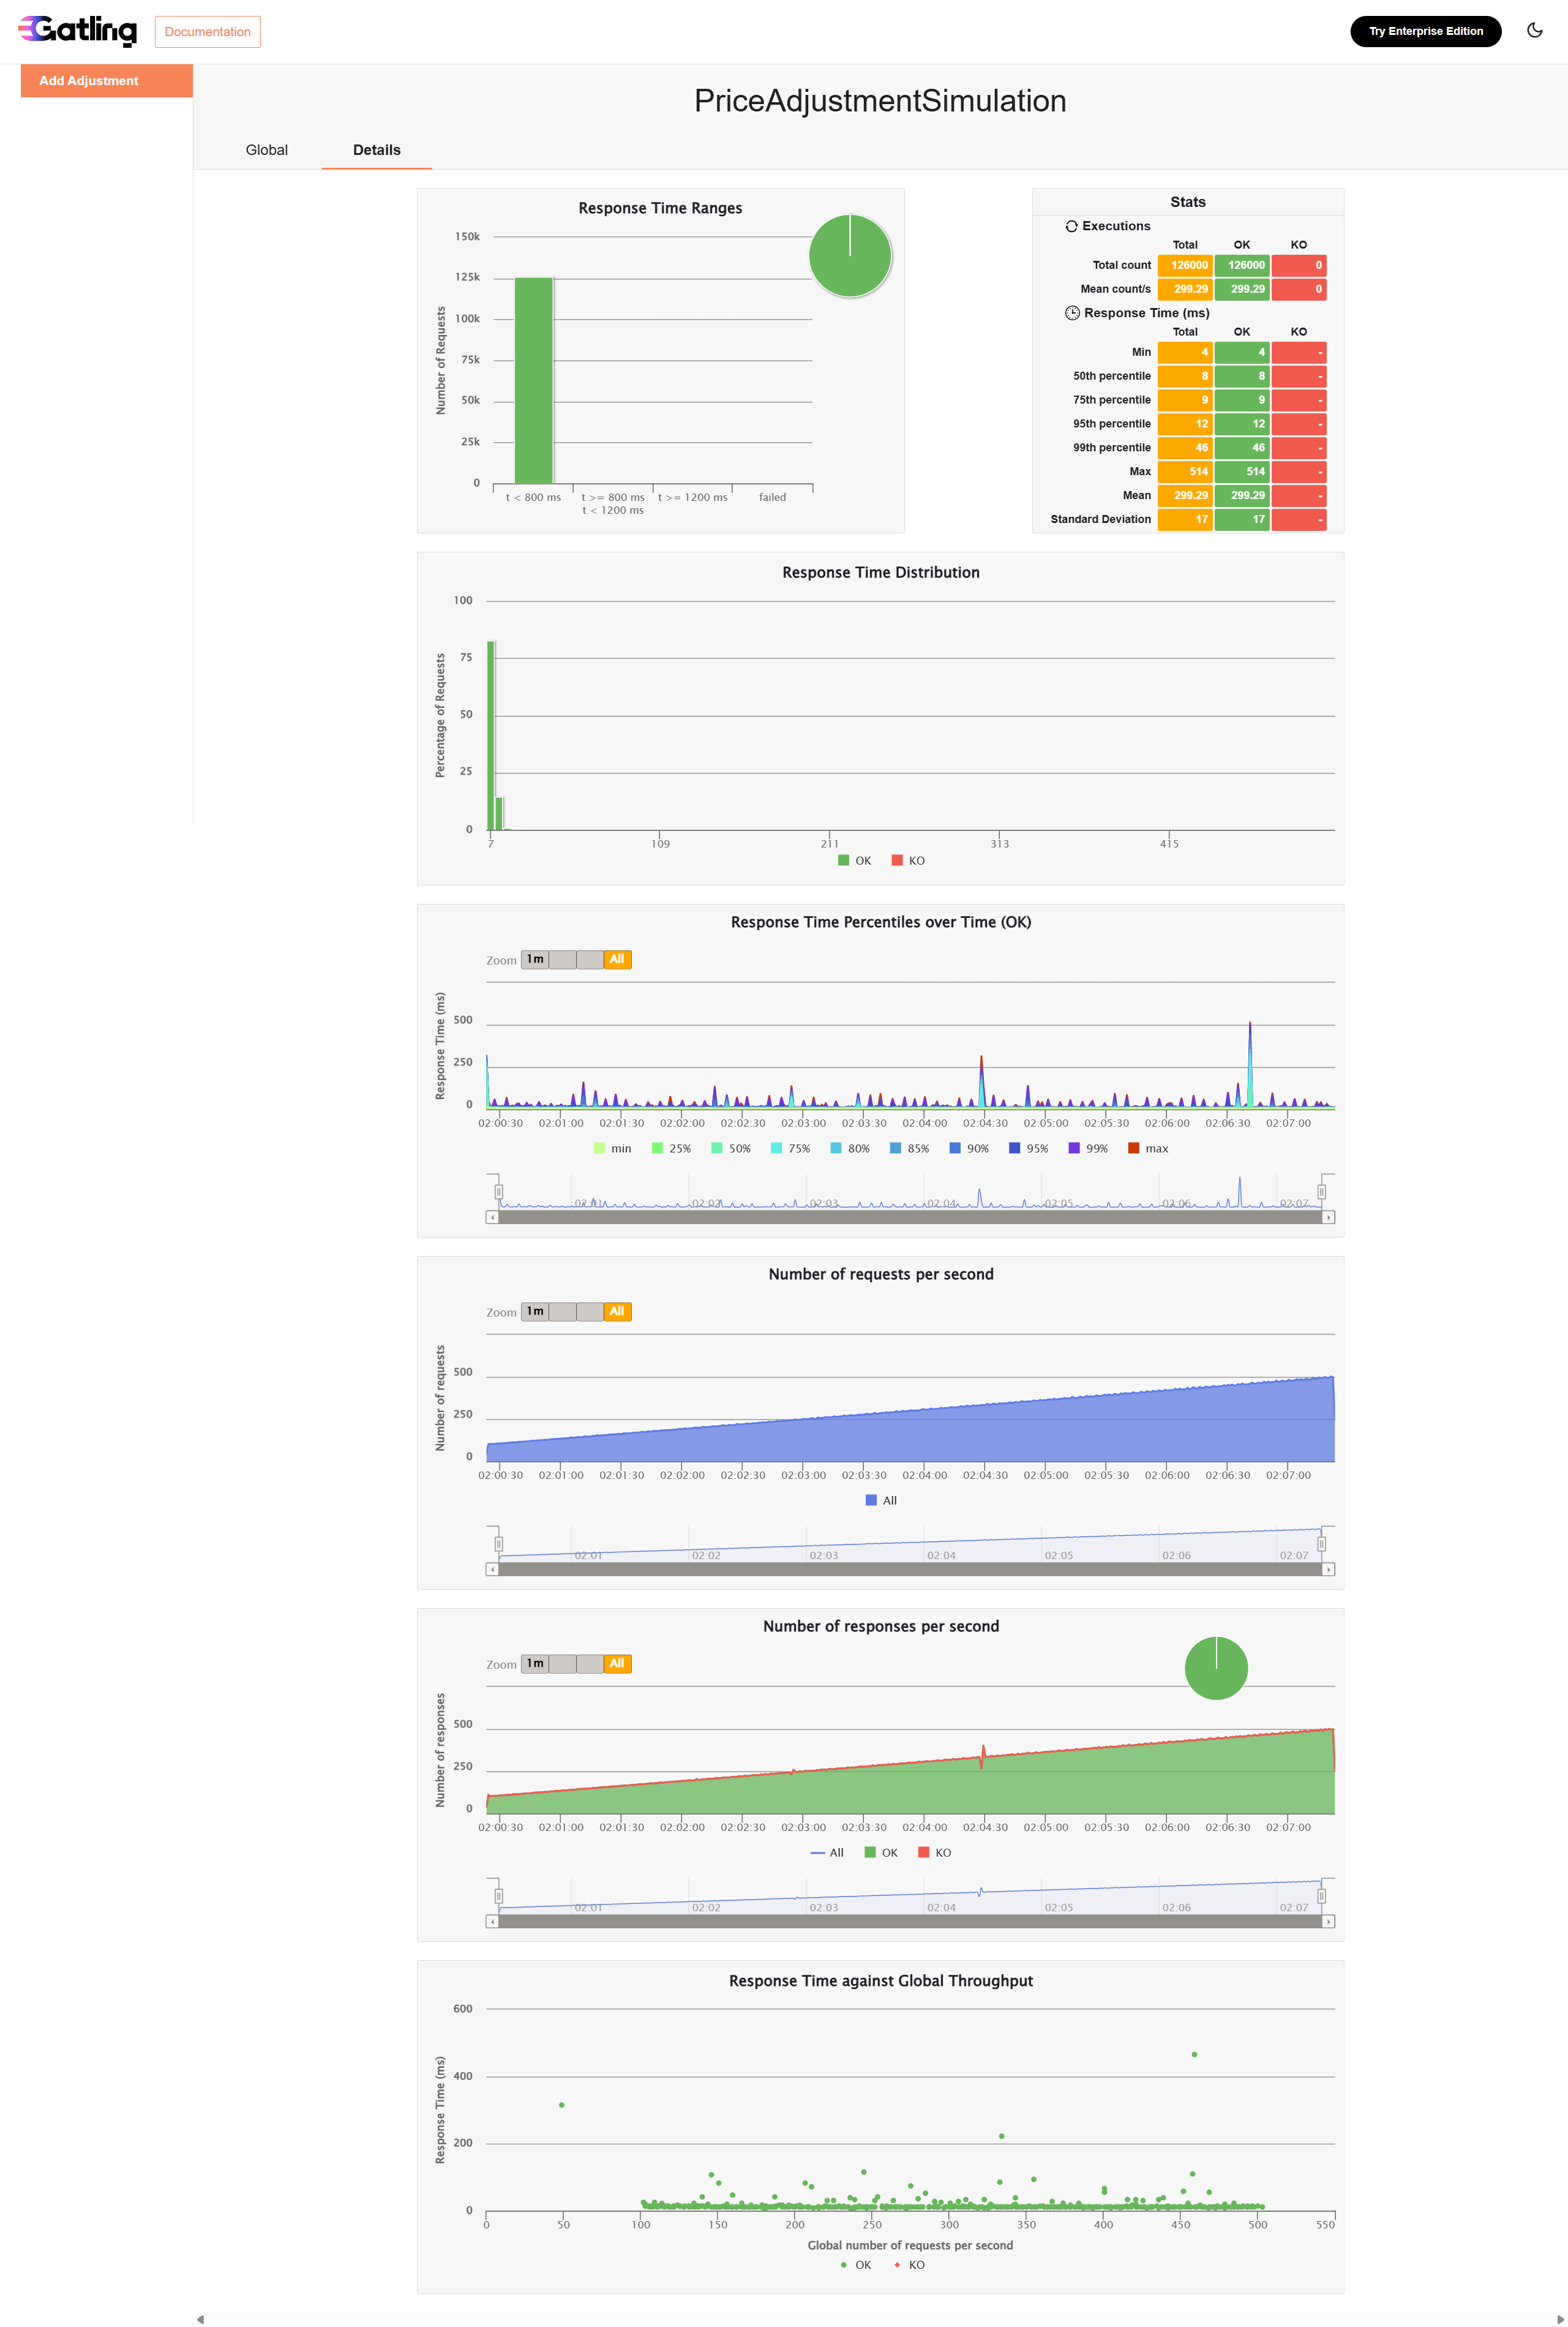 Gatling Documentation Try Enterprise Edition
Add Adjustment
PriceAdjustmentSimulation
Global Details
Response Time Ranges
Number of Requests
150k
125k
100k
75k
50k
25k
0
t < 800 ms t >= 800 ms t >= 1200 ms failed
t < 1200 ms
Stats
Executions
Total OK KO
Total count 126000 126000 0
Mean count/s 299.29 299.29 0
Response Time (ms)
Total OK KO
Min 4 4 -
50th percentile 8 8 -
75th percentile 9 9 -
95th percentile 12 12 -
99th percentile 46 46 -
Max 514 514 -
Mean 299.29 299.29 -
Standard Deviation 17 17 -
Response Time Distribution
Percentage of Requests
100
75
50
25
0
7 109 211 313 415
OK KO
Response Time Percentiles over Time (OK)
Zoom 1m All
Response Time (ms)
500
250
0
02:00:30 02:01:00 02:01:30 02:02:00 02:02:30 02:03:00 02:03:30 02:04:00 02:04:30 02:05:00 02:05:30 02:06:00 02:06:30 02:07:00
min 25% 50% 75% 80% 85% 90% 95% 99% max
02:01 02:02 02:03 02:04 02:05 02:06 02:07
Number of requests per second
Zoom 1m All
Number of requests
500
250
0
02:00:30 02:01:00 02:01:30 02:02:00 02:02:30 02:03:00 02:03:30 02:04:00 02:04:30 02:05:00 02:05:30 02:06:00 02:06:30 02:07:00
All
02:01 02:02 02:03 02:04 02:05 02:06 02:07
Number of responses per second
Zoom 1m All
Number of responses
500
250
0
02:00:30 02:01:00 02:01:30 02:02:00 02:02:30 02:03:00 02:03:30 02:04:00 02:04:30 02:05:00 02:05:30 02:06:00 02:06:30 02:07:00
All OK KO
02:01 02:02 02:03 02:04 02:05 02:06 02:07
Response Time against Global Throughput
Response Time (ms)
600
400
200
0
0 50 100 150 200 250 300 350 400 450 500 550
Global number of requests per second
OK KO